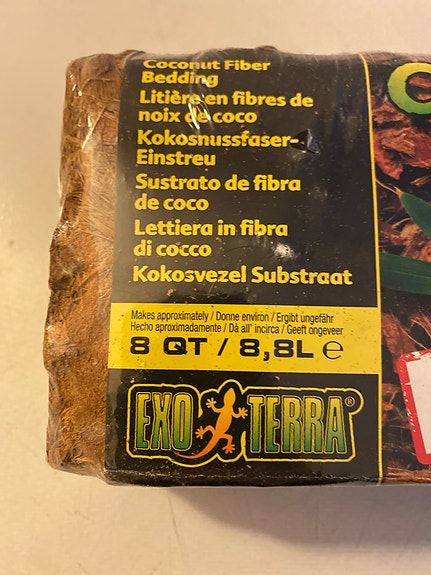 Coconut Fiber
Bedding
Litière en fibres de
noix de coco
Kokosnussfaser-
Einstreu
Sustrato de fibra
de coco
Lettiera in fibra
di cocco
Kokosvezel Substraat
Makes approximately / Donne environ / Ergibt ungefähr
Hecho aproximadamente / Dà all' incirca / Geeft ongeveer
8 QT / 8,8L ℮
EXO TERRA®